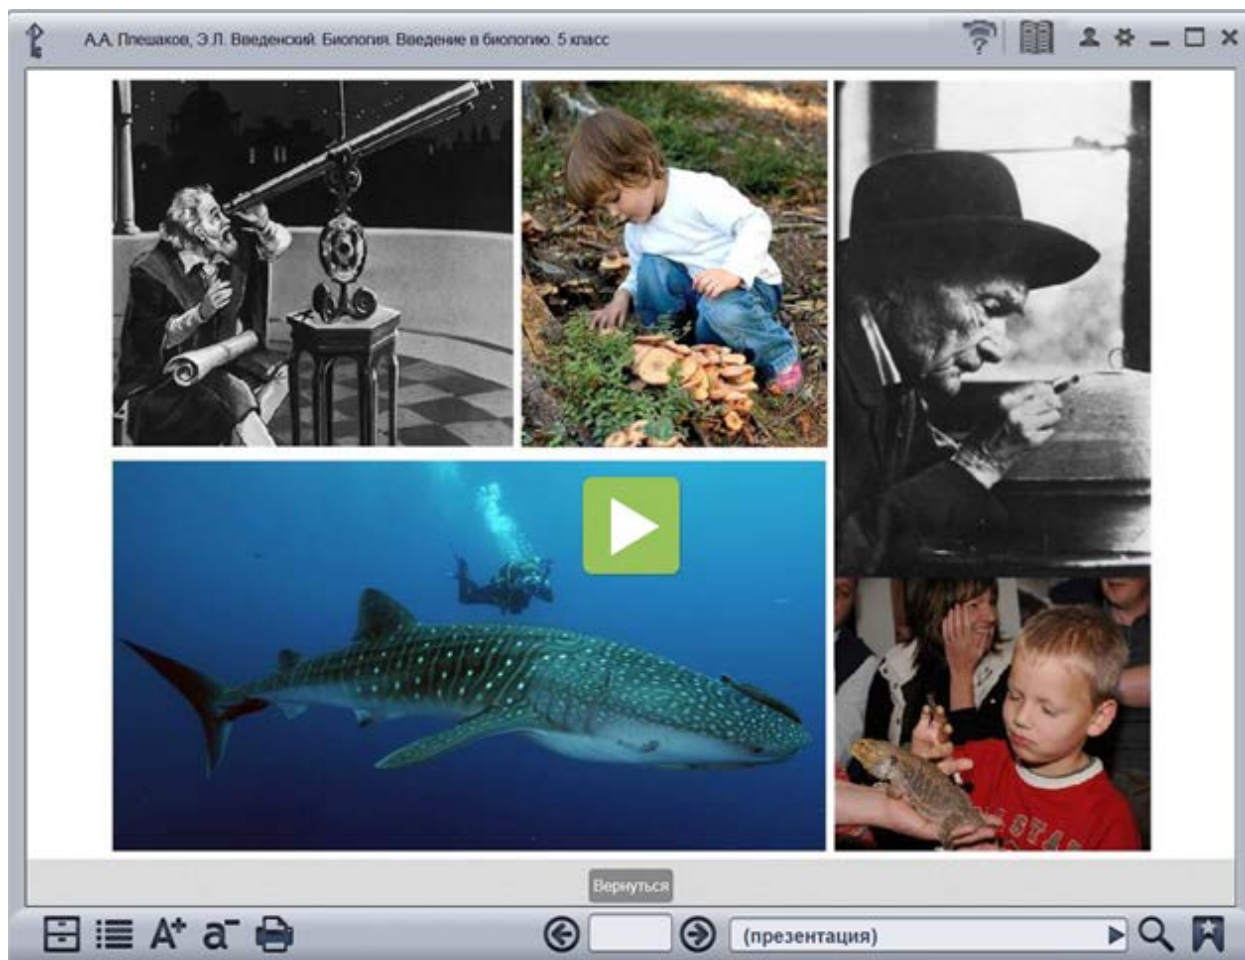 А.А. Плешаков, Э.Л. Введенский. Биология. Введение в биологию. 5 класс
Вернуться
А+ а-
(презентация)